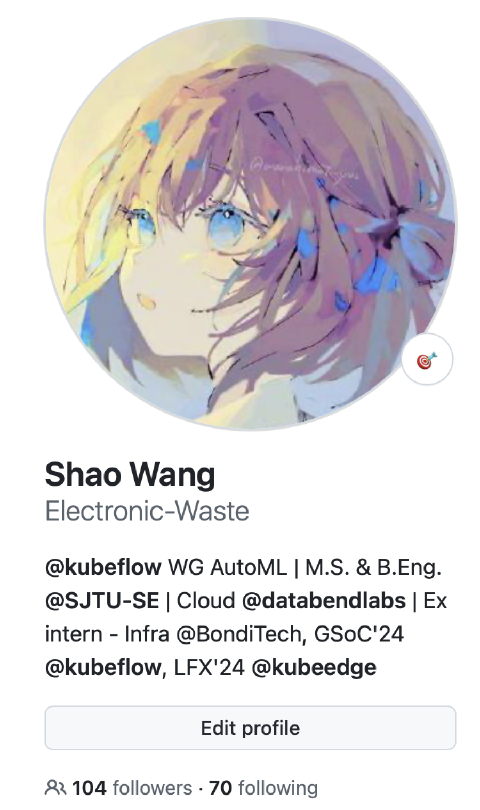 Shao Wang
Electronic-Waste
@kubeflow WG AutoML | M.S. & B.Eng.
@SJTU-SE | Cloud @databendlabs | Ex
intern - Infra @BondiTech, GSoC'24
@kubeflow, LFX'24 @kubeedge
Edit profile
104 followers · 70 following